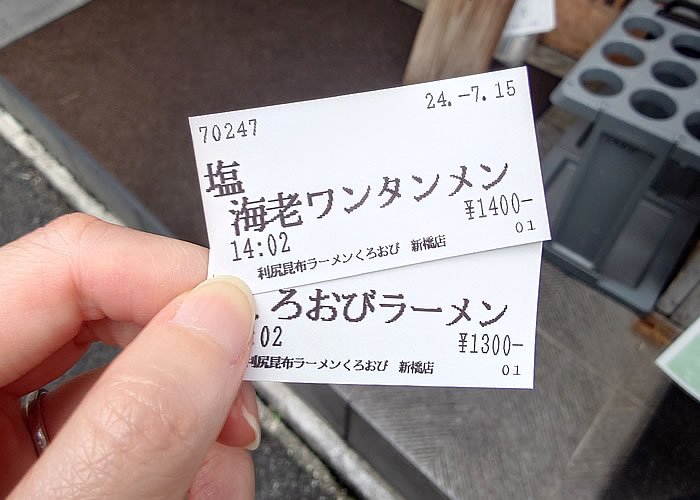 70247
24.-7.15
塩
海老ワンタンメン
¥1400-
14:02
01
利尻昆布ラーメンくろおび 新橋店
ろおびラーメン
:02
¥1300-
利尻昆布ラーメンくろおび 新橋店
01